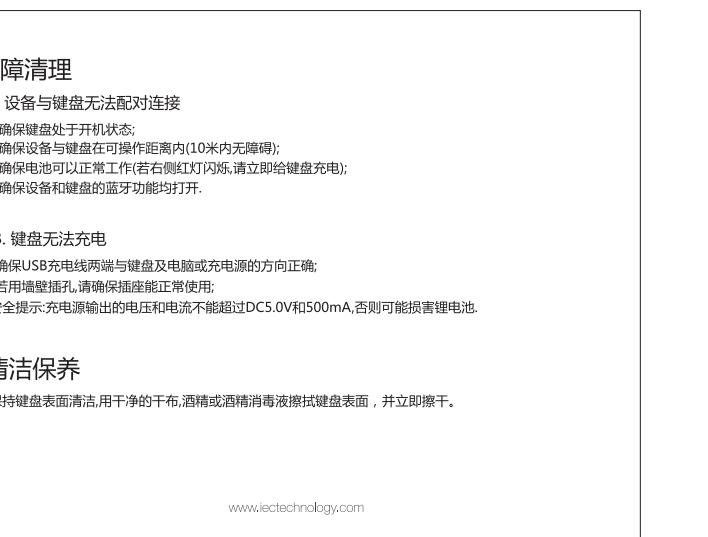 障清理
设备与键盘无法配对连接
确保键盘处于开机状态;
确保设备与键盘在可操作距离内(10米内无障碍);
确保电池可以正常工作(若右侧红灯闪烁,请立即给键盘充电);
确保设备和键盘的蓝牙功能均打开.
. 键盘无法充电
确保USB充电线两端与键盘及电脑或充电源的方向正确;
若用墙壁插孔,请确保插座能正常使用;
安全提示:充电源输出的电压和电流不能超过DC5.0V和500mA,否则可能损害锂电池.
清洁保养
保持键盘表面清洁,用干净的干布,酒精或酒精消毒液擦拭键盘表面，并立即擦干。
www.iectechnology.com